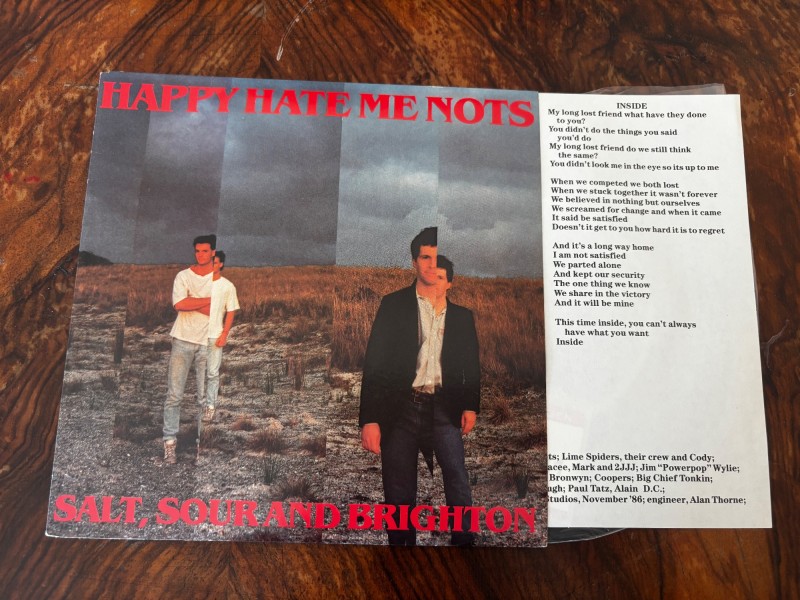 HAPPY HATE ME NOTS
SALT, SOUR AND BRIGHTON
INSIDE
My long lost friend what have they done
to you?
You didn't do the things you said
you'd do
My long lost friend do we still think
the same?
You didn't look me in the eye so its up to me
When we competed we both lost
When we stuck together it wasn't forever
We believed in nothing but ourselves
We screamed for change and when it came
It said be satisfied
Doesn't it get to you how hard it is to regret
And it's a long way home
I am not satisfied
We parted alone
And kept our security
The one thing we know
We share in the victory
And it will be mine
This time inside, you can't always
have what you want
Inside
ts; Lime Spiders, their crew and Cody;
acee, Mark and 2JJJ; Jim "Powerpop" Wylie;
Bronwyn; Coopers; Big Chief Tonkin;
ugh; Paul Tatz, Alain D.C.;
Studios, November '86; engineer, Alan Thorne;